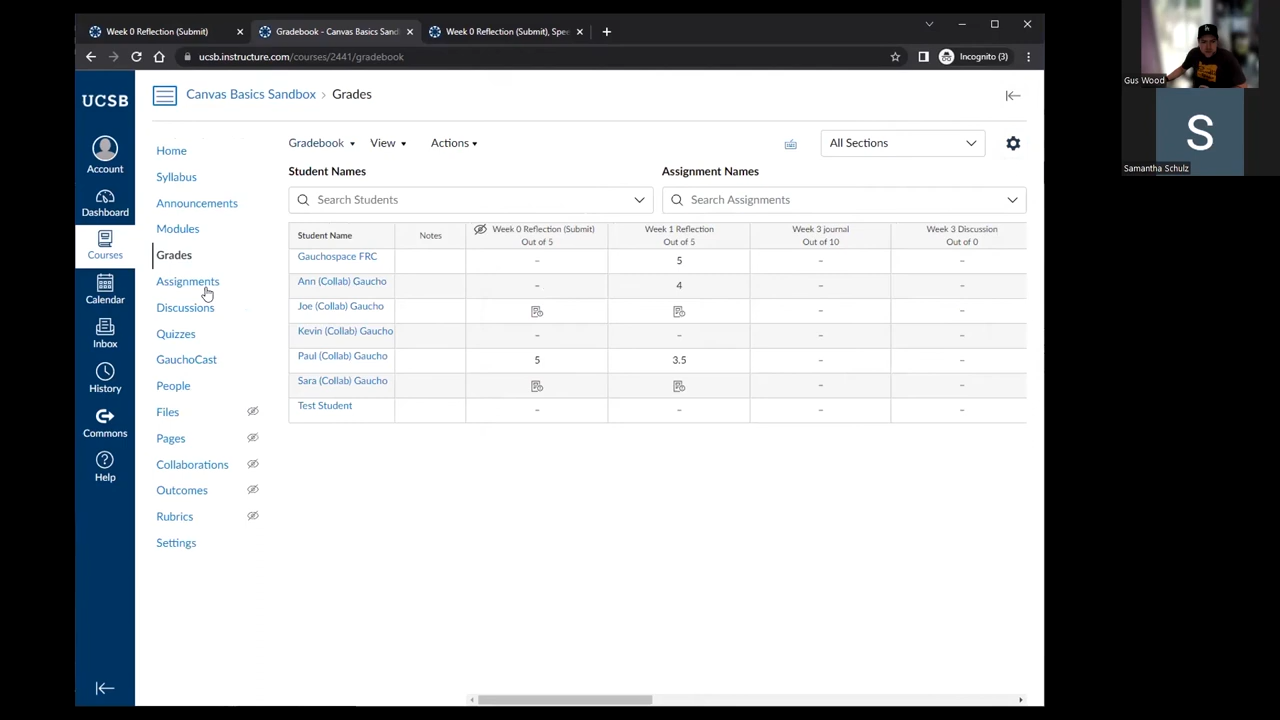 Week 0 Reflection (Submit)
Gradebook - Canvas Basics Sand
Week 0 Reflection (Submit), Spee
ucsb.instructure.com/courses/2441/gradebook
Incognito (3)
UCSB
Account
Dashboard
Courses
Calendar
Inbox
History
Commons
Help
Canvas Basics Sandbox > Grades
Home
Syllabus
Announcements
Modules
Grades
Assignments
Discussions
Quizzes
GauchoCast
People
Files
Pages
Collaborations
Outcomes
Rubrics
Settings
Gradebook View Actions
All Sections
Student Names
Search Students
Assignment Names
Search Assignments
Student Name Notes Week 0 Reflection (Submit) Out of 5 Week 1 Reflection Out of 5 Week 3 journal Out of 10 Week 3 Discussion Out of 0
Gauchospace FRC – 5 – –
Ann (Collab) Gaucho – 4 – –
Joe (Collab) Gaucho – –
Kevin (Collab) Gaucho – – – –
Paul (Collab) Gaucho 5 3.5 – –
Sara (Collab) Gaucho – –
Test Student – – – –
Gus Wood
S
Samantha Schulz